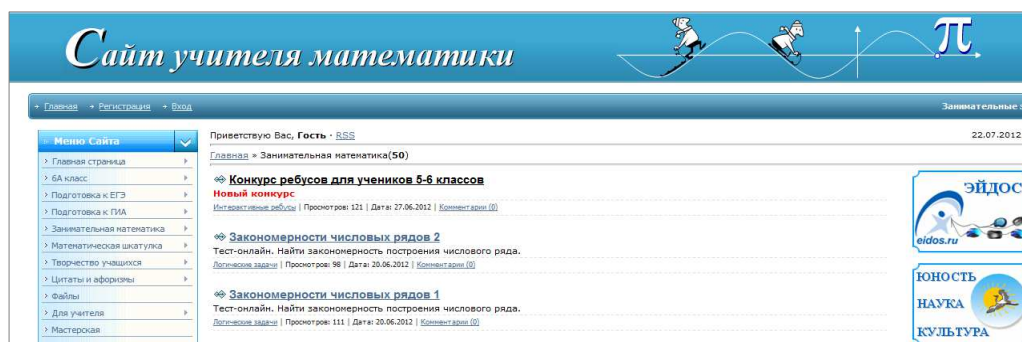 Сайт учителя математики
π
Главная Регистрация Вход
Занимательные
Меню Сайта
Главная страница
6А класс
Подготовка к ЕГЭ
Подготовка к ГИА
Занимательная математика
Математическая шкатулка
Творчество учащихся
Цитаты и афоризмы
Файлы
Для учителя
Мастерская
Приветствую Вас, Гость · RSS
22.07.2012
Главная » Занимательная математика(50)
Конкурс ребусов для учеников 5-6 классов
Новый конкурс
Интерактивные ребусы | Просмотров: 121 | Дата: 27.06.2012 | Комментарии (0)
Закономерности числовых рядов 2
Тест-онлайн. Найти закономерность построения числового ряда.
Логические задачи | Просмотров: 98 | Дата: 20.06.2012 | Комментарии (0)
Закономерности числовых рядов 1
Тест-онлайн. Найти закономерность построения числового ряда.
Логические задачи | Просмотров: 111 | Дата: 20.06.2012 | Комментарии (0)
ЭЙДОС
eidos.ru
ЮНОСТЬ
НАУКА
КУЛЬТУРА